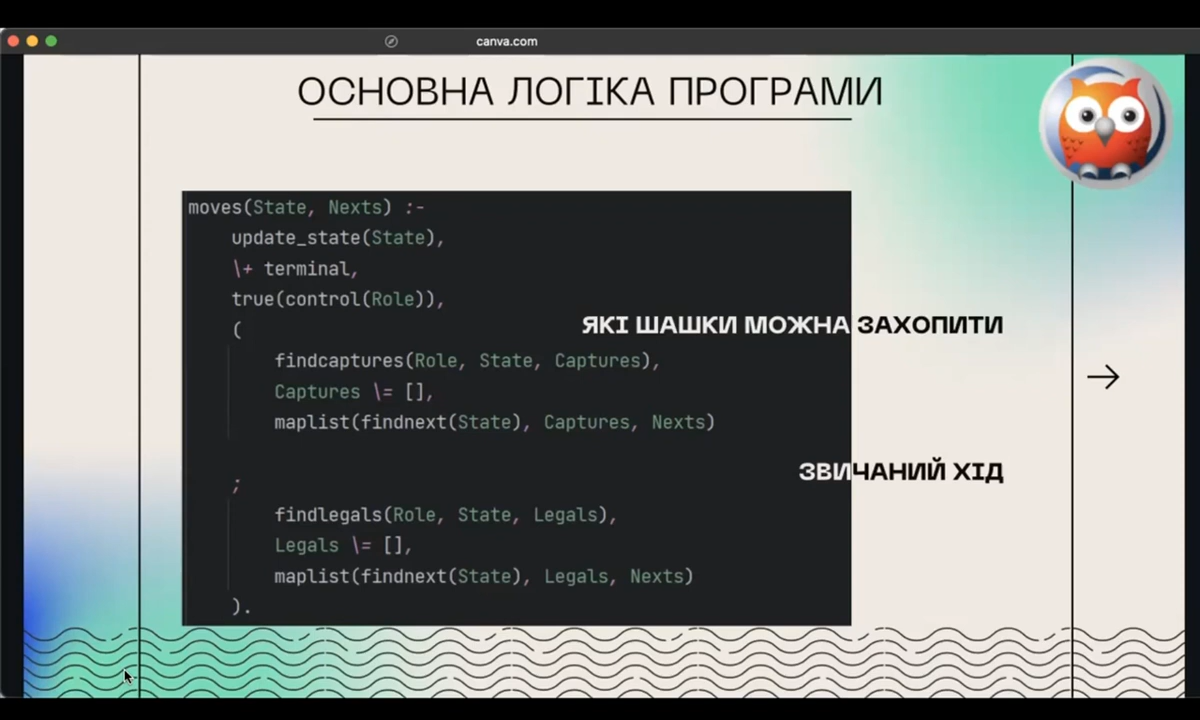 canva.com
ОСНОВНА ЛОГІКА ПРОГРАМИ
moves(State, Nexts) :-
update_state(State),
\+ terminal,
true(control(Role)),
(
ЯКІ ШАШКИ МОЖНА ЗАХОПИТИ
findcaptures(Role, State, Captures),
Captures \= [],
maplist(findnext(State), Captures, Nexts)
ЗВИЧАНИЙ ХІД
;
findlegals(Role, State, Legals),
Legals \= [],
maplist(findnext(State), Legals, Nexts)
).